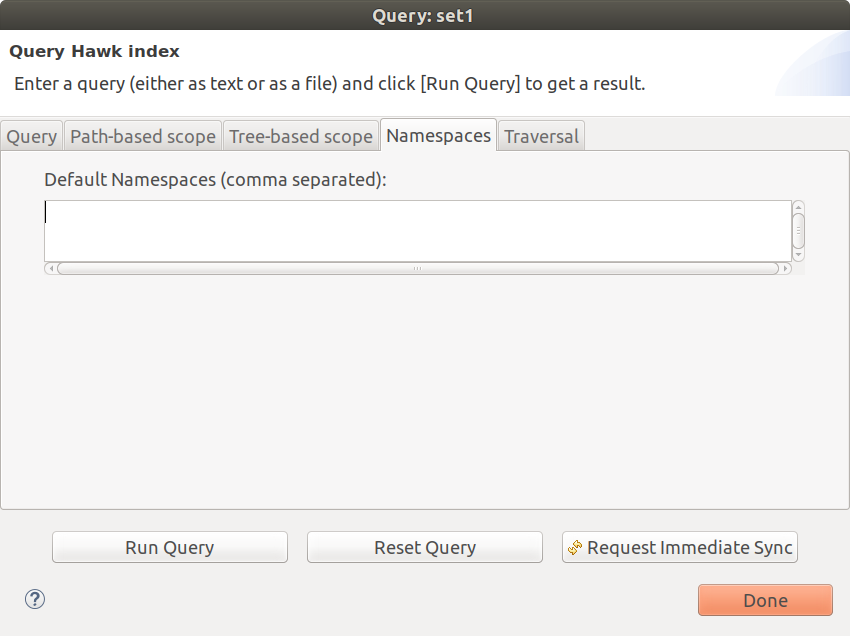 Query: set1
Query Hawk index
Enter a query (either as text or as a file) and click [Run Query] to get a result.
Query Path-based scope Tree-based scope Namespaces Traversal
Default Namespaces (comma separated):
Run Query Reset Query Request Immediate Sync
? Done